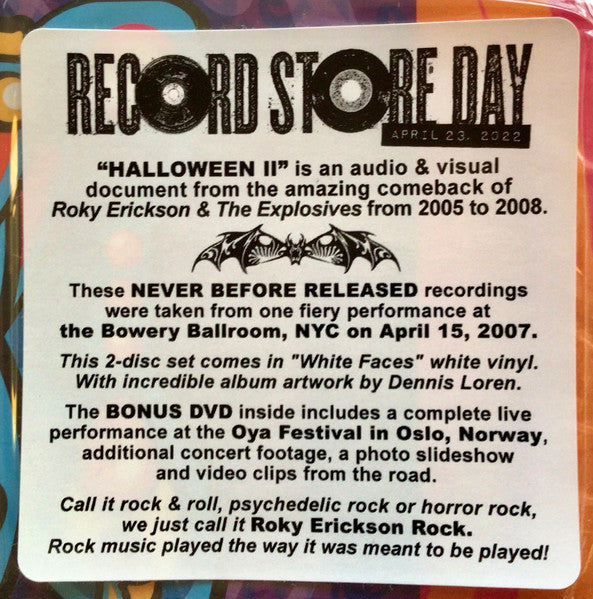 RECORD STORE DAY
APRIL 23. 2022
“HALLOWEEN II” is an audio & visual
document from the amazing comeback of
Roky Erickson & The Explosives from 2005 to 2008.
These NEVER BEFORE RELEASED recordings
were taken from one fiery performance at
the Bowery Ballroom, NYC on April 15, 2007.
This 2-disc set comes in "White Faces" white vinyl.
With incredible album artwork by Dennis Loren.
The BONUS DVD inside includes a complete live
performance at the Oya Festival in Oslo, Norway,
additional concert footage, a photo slideshow
and video clips from the road.
Call it rock & roll, psychedelic rock or horror rock,
we just call it Roky Erickson Rock.
Rock music played the way it was meant to be played!